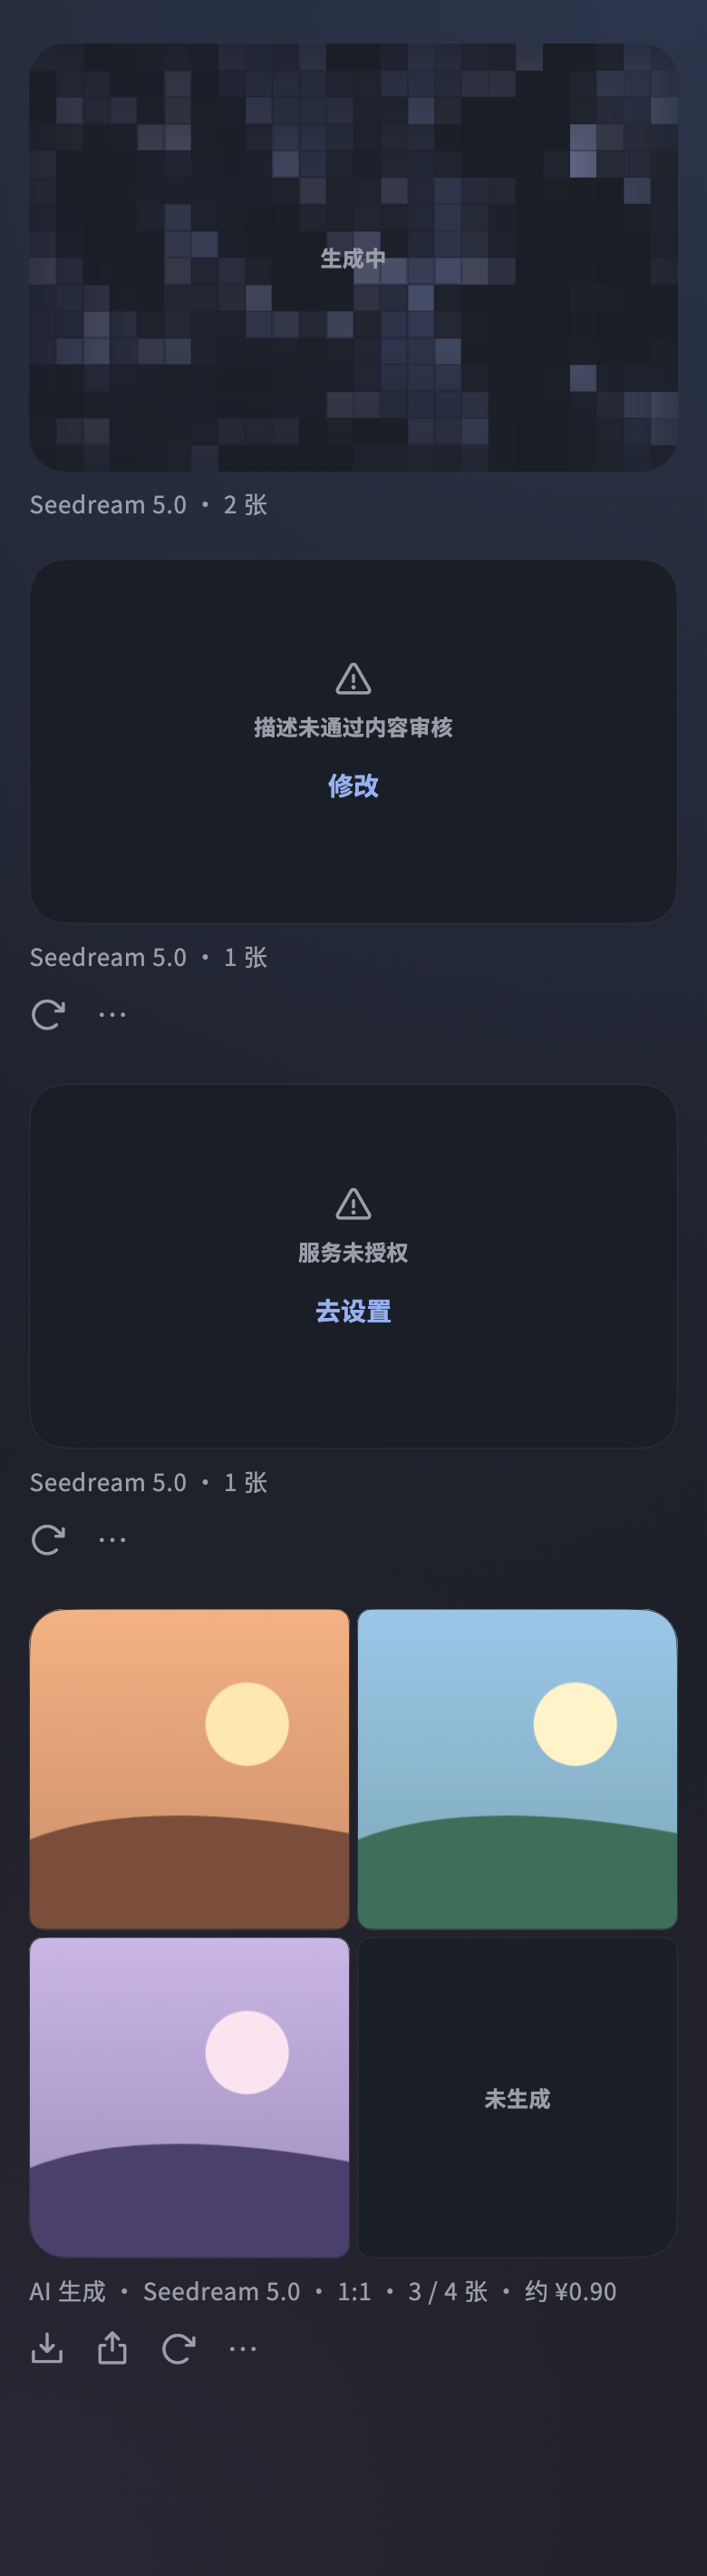 生成中
Seedream 5.0 · 2 张
描述未通过内容审核
修改
Seedream 5.0 · 1 张
服务未授权
去设置
Seedream 5.0 · 1 张
未生成
AI 生成 · Seedream 5.0 · 1:1 · 3 / 4 张 · 约 ¥0.90